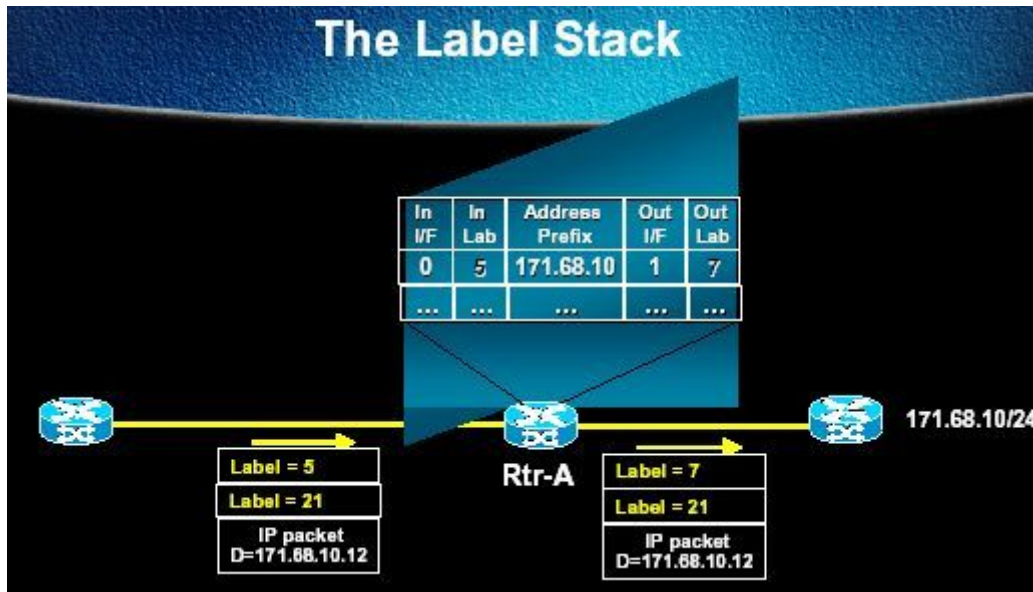 The Label Stack
In In Address Out Out
I/F Lab Prefix I/F Lab
0 5 171.68.10 1 7
... ... ... ... ...
171.68.10/24
Rtr-A
Label = 5
Label = 21
IP packet
D=171.68.10.12
Label = 7
Label = 21
IP packet
D=171.68.10.12